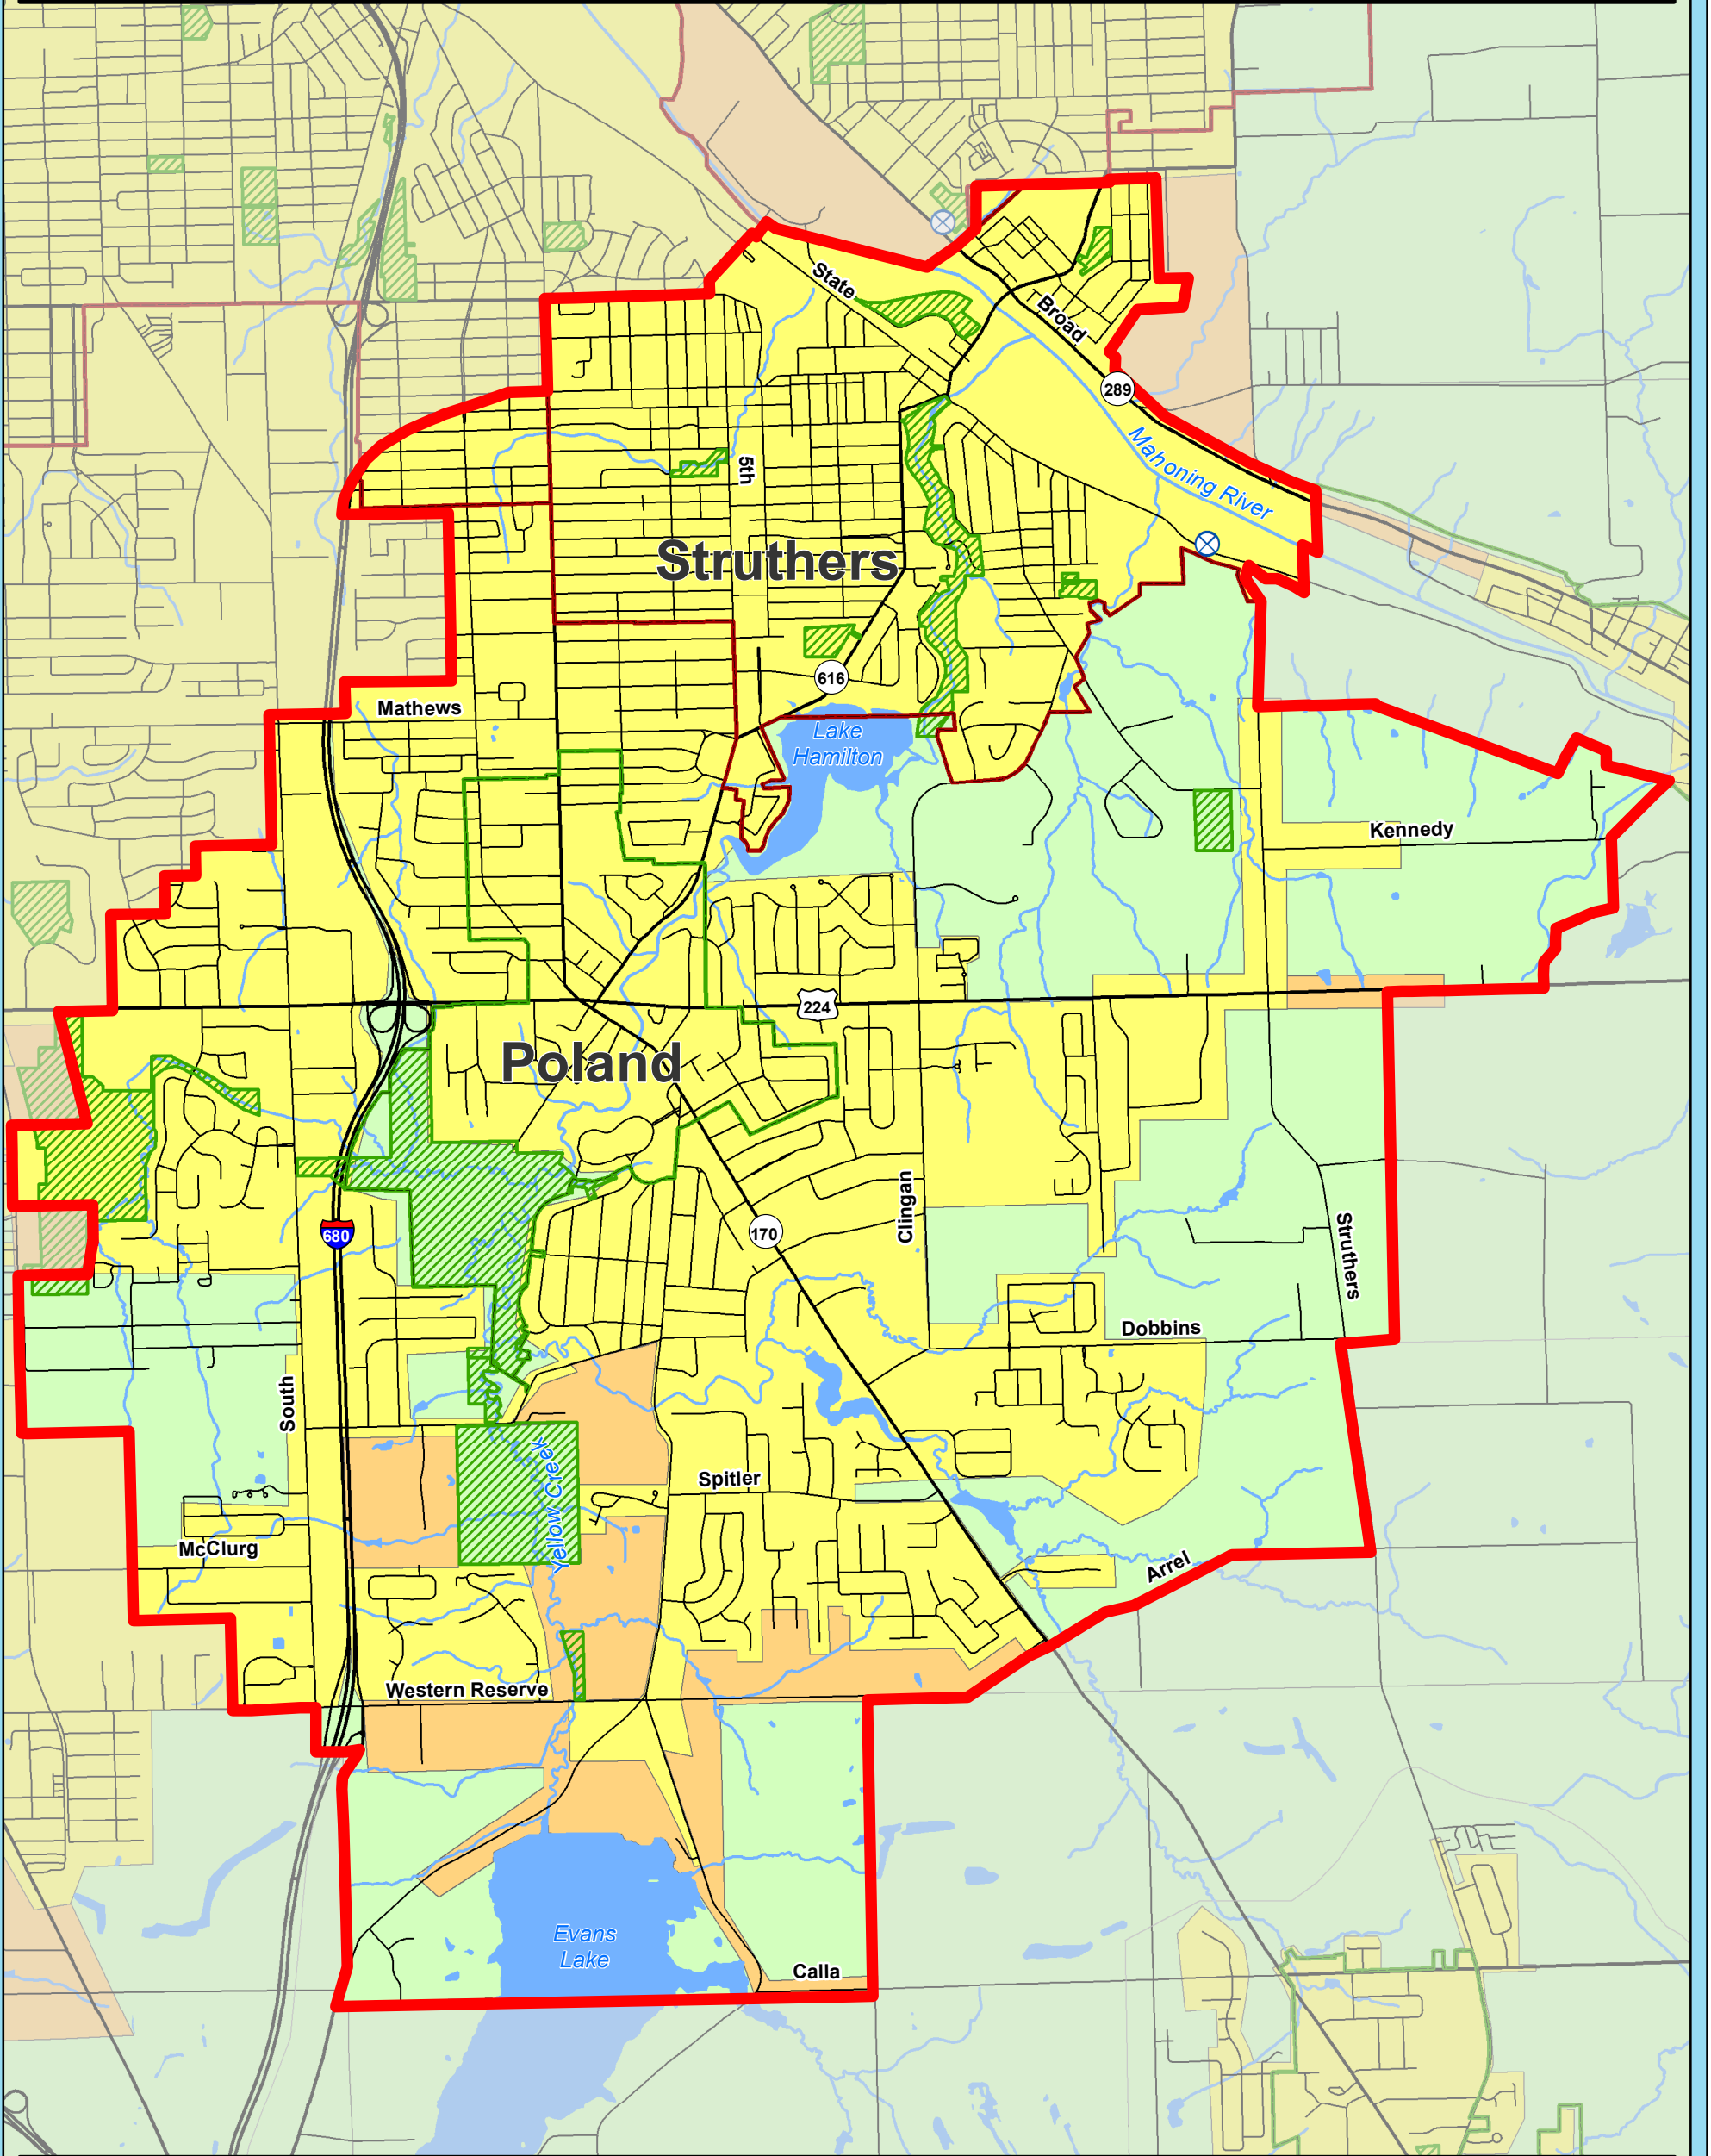 State
Broad
289
Mahoning River
5th
Struthers
616
Mathews
Lake
Hamilton
Kennedy
224
Poland
Clingan
170
680
Struthers
Dobbins
South
Yellow Creek
Spitler
McClurg
Arrel
Western Reserve
Evans
Lake
Calla